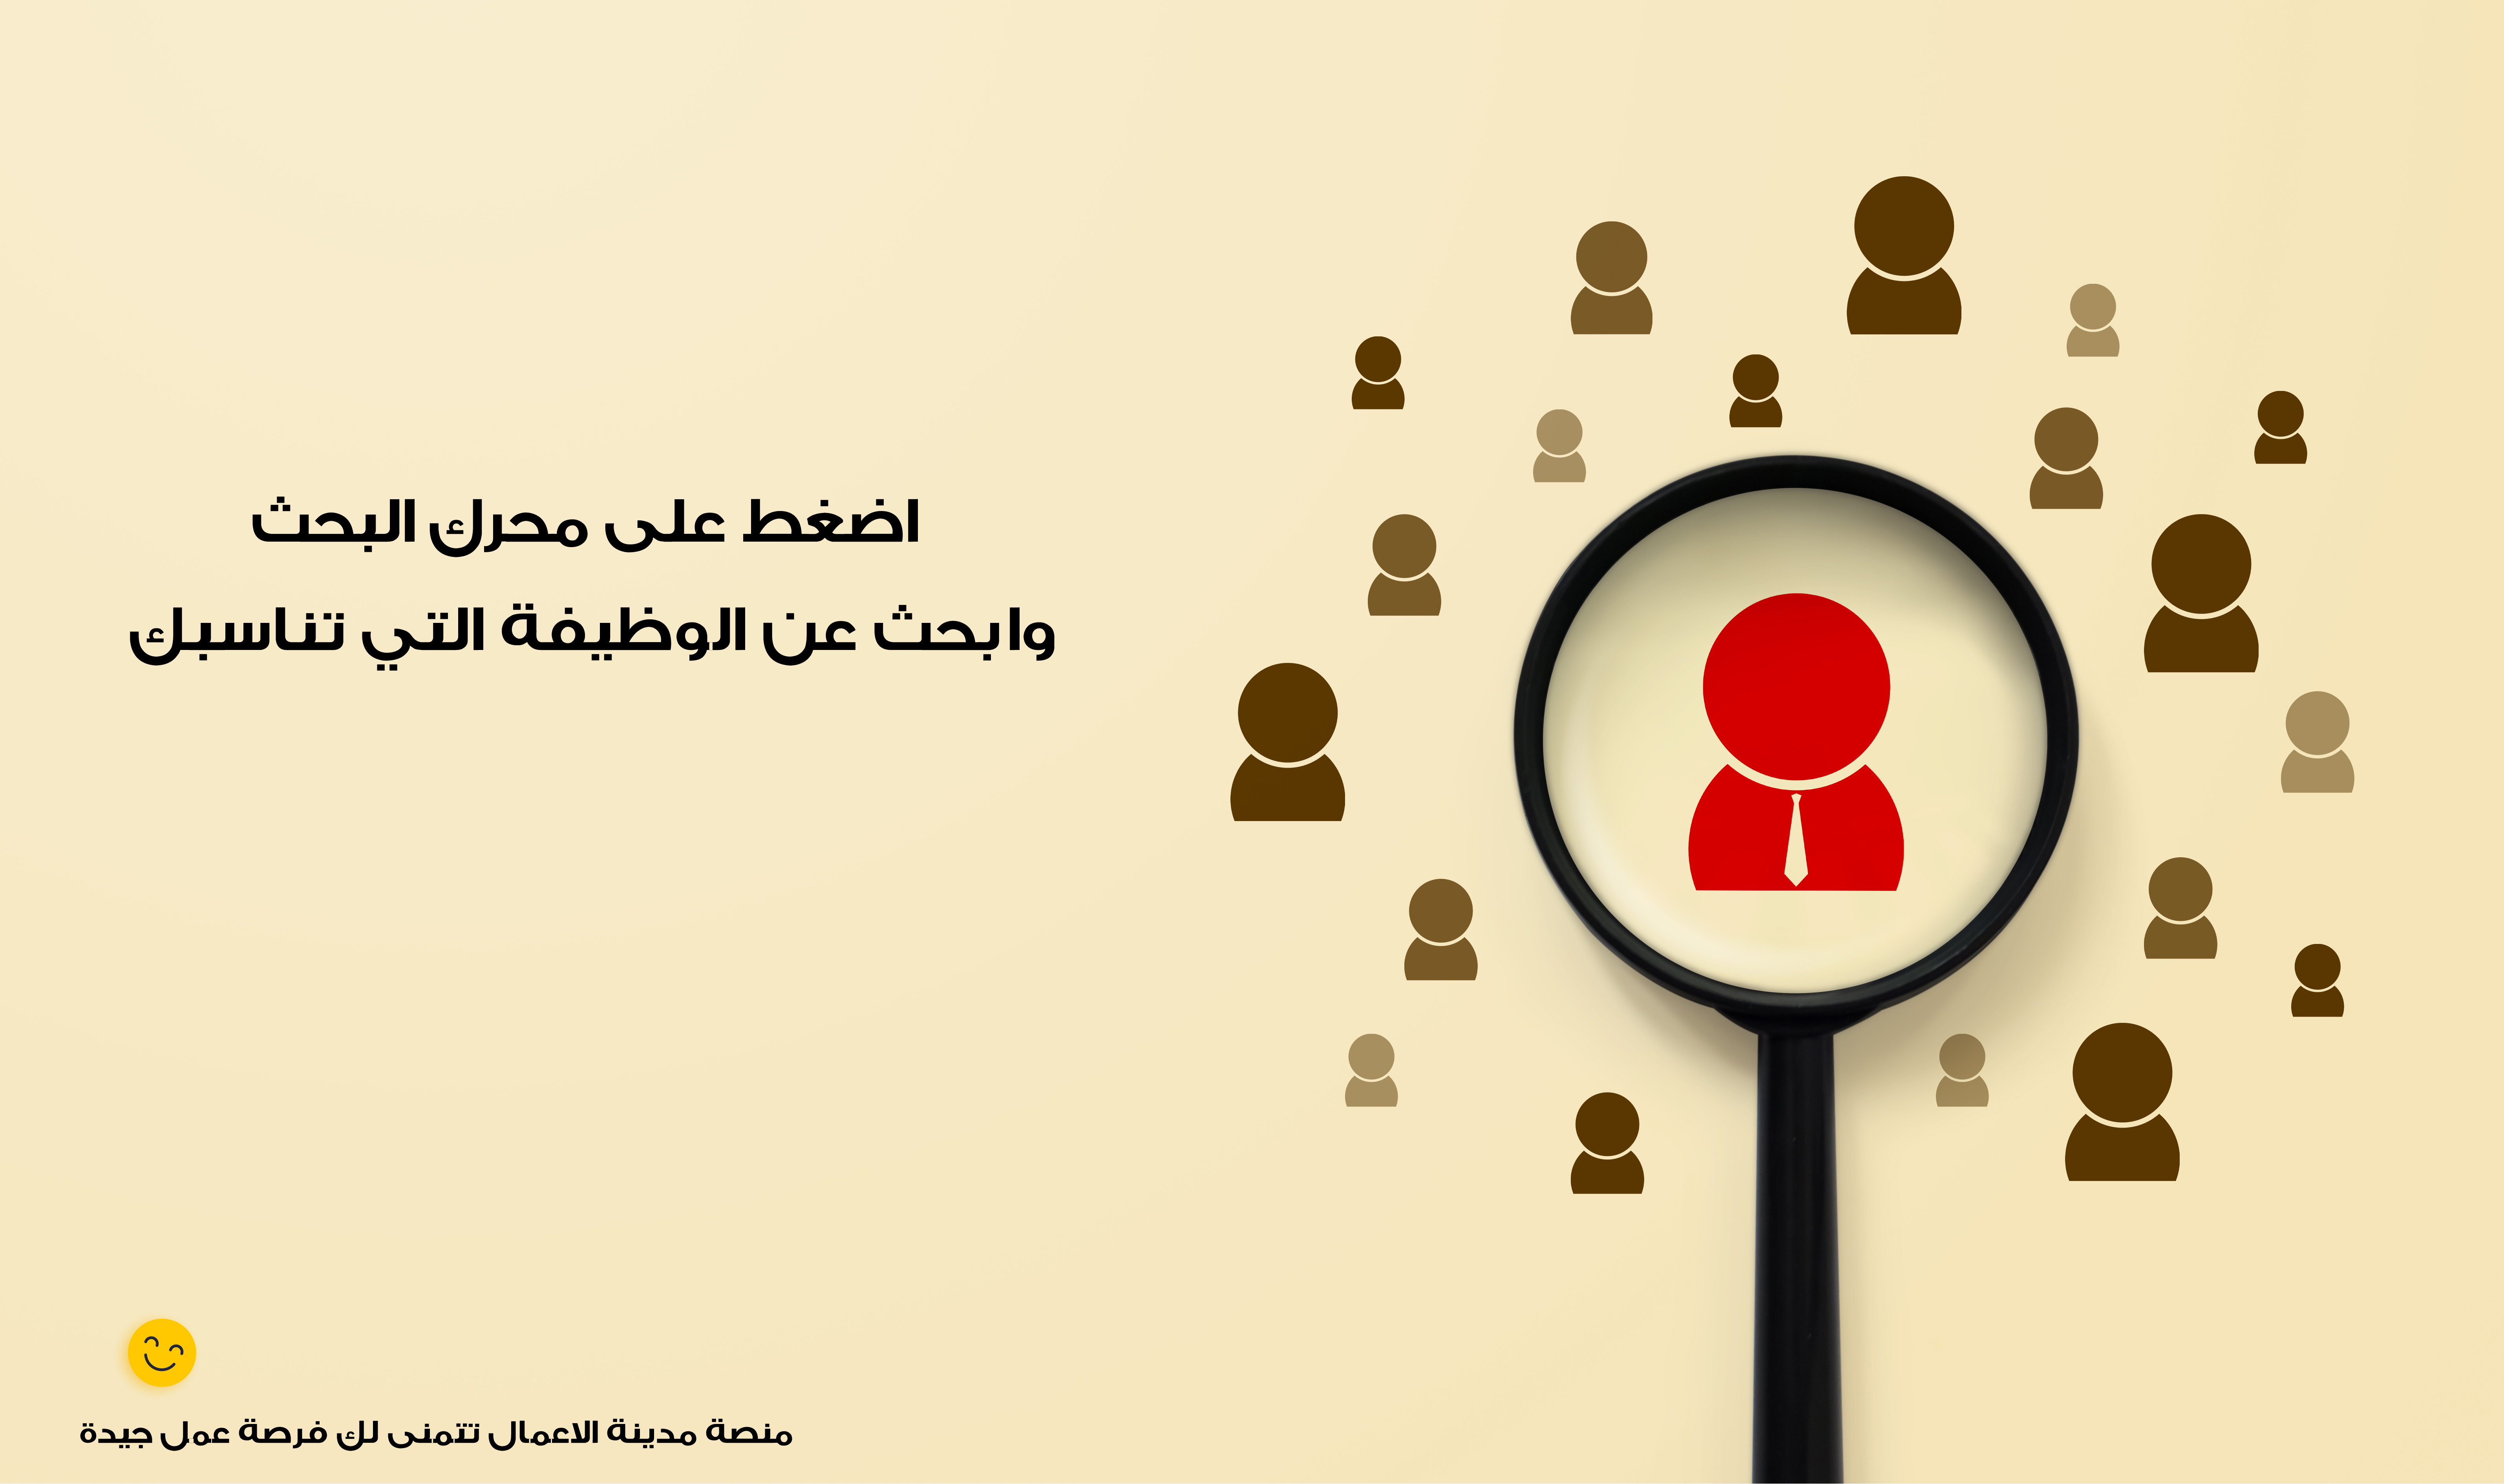 اضغط على محرك البحث
وابحث عن الوظيفة التي تناسبك
منصة مدينة الاعمال تتمنى لك فرصة عمل جيدة